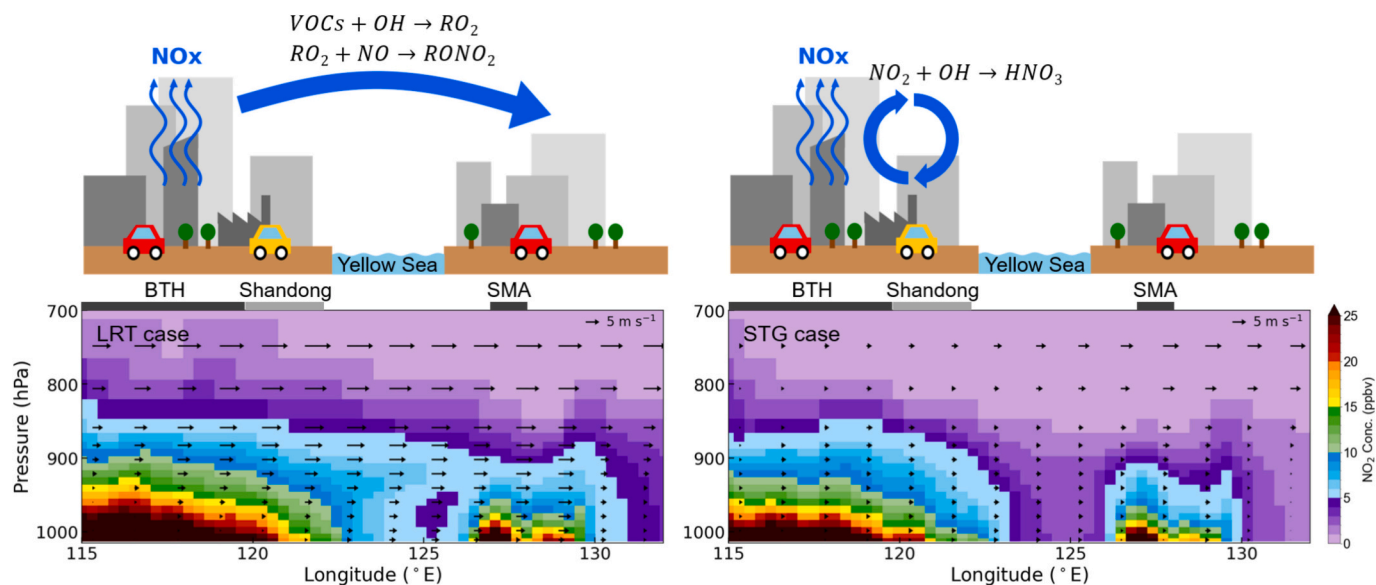 VOCs + OH → RO₂
RO₂ + NO → RONO₂
NOx
Yellow Sea
NOx
NO₂ + OH → HNO₃
Yellow Sea
BTH
Shandong
SMA
BTH
Shandong
SMA
LRT case
→ 5 m s⁻¹
700
800
900
1000
Pressure (hPa)
115
120
125
130
Longitude (°E)
STG case
→ 5 m s⁻¹
700
800
900
1000
115
120
125
130
Longitude (°E)
25
20
15
10
5
0
NO₂ Conc. (ppbv)